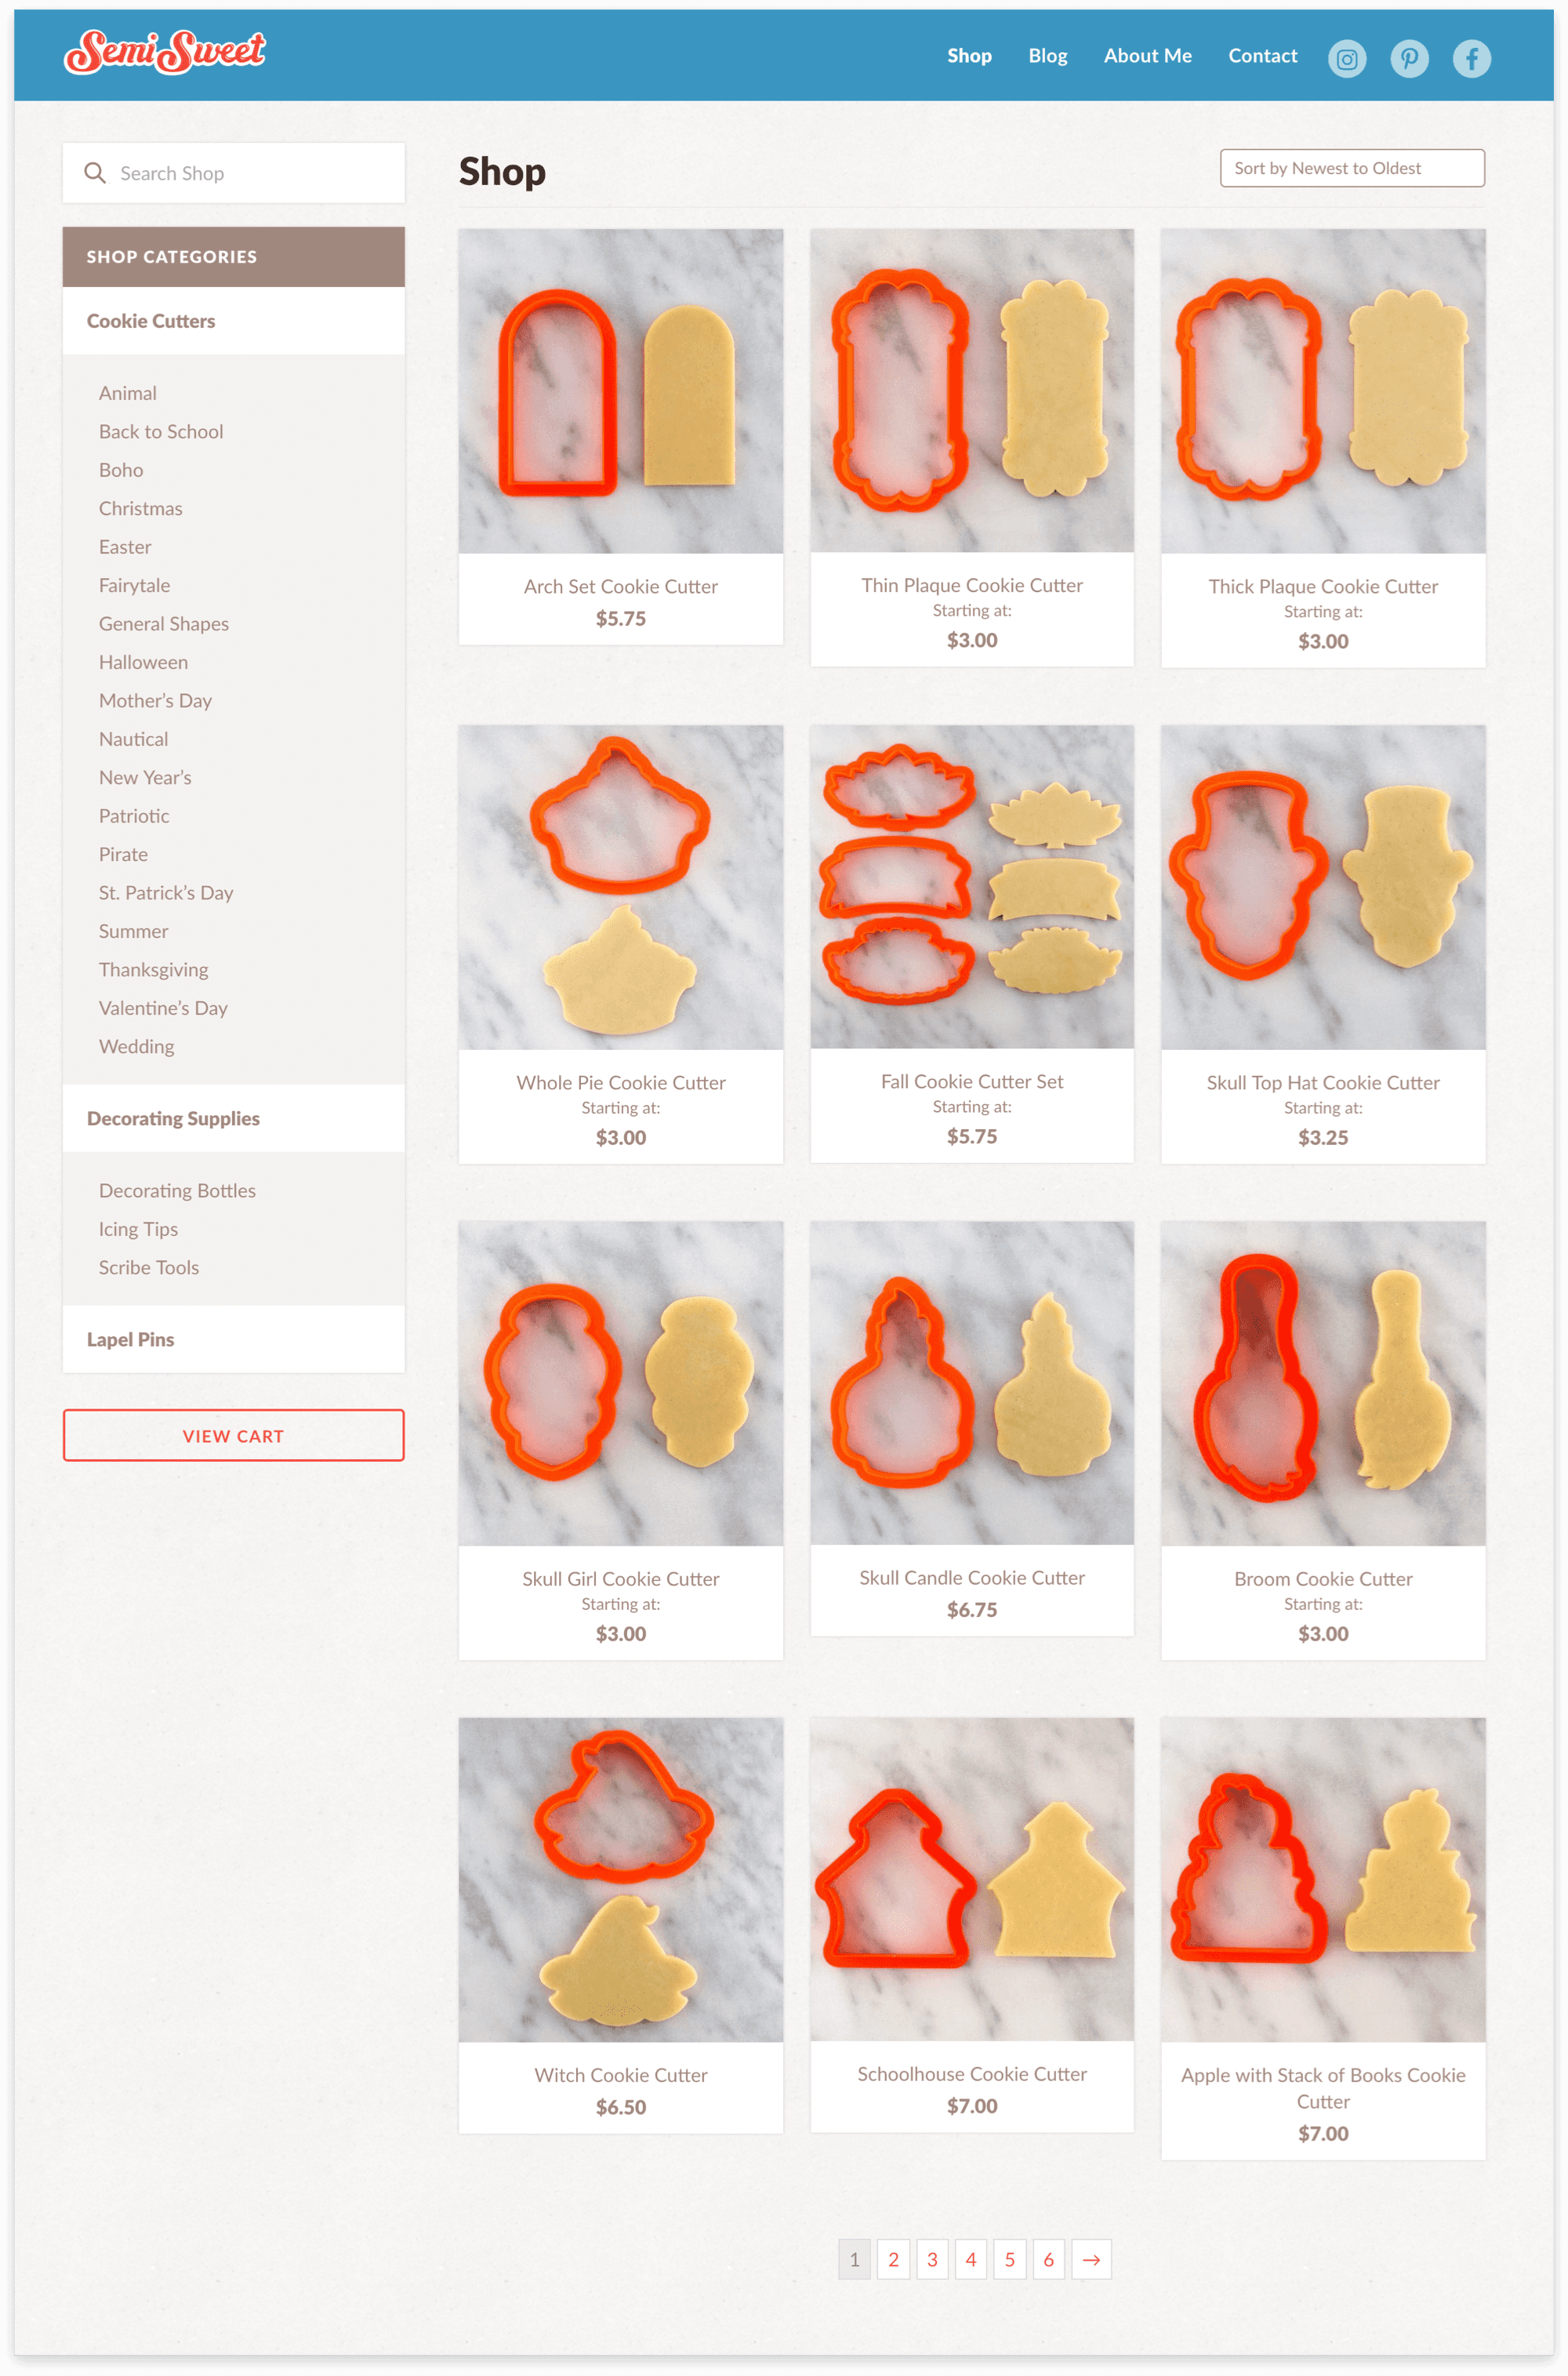 Semi Sweet
Shop
Blog
About Me
Contact
Search Shop
SHOP CATEGORIES
Cookie Cutters
Animal
Back to School
Boho
Christmas
Easter
Fairytale
General Shapes
Halloween
Mother’s Day
Nautical
New Year’s
Patriotic
Pirate
St. Patrick’s Day
Summer
Thanksgiving
Valentine’s Day
Wedding
Decorating Supplies
Decorating Bottles
Icing Tips
Scribe Tools
Lapel Pins
VIEW CART
Shop
Sort by Newest to Oldest
Arch Set Cookie Cutter
$5.75
Thin Plaque Cookie Cutter
Starting at:
$3.00
Thick Plaque Cookie Cutter
Starting at:
$3.00
Whole Pie Cookie Cutter
Starting at:
$3.00
Fall Cookie Cutter Set
Starting at:
$5.75
Skull Top Hat Cookie Cutter
Starting at:
$3.25
Skull Girl Cookie Cutter
Starting at:
$3.00
Skull Candle Cookie Cutter
$6.75
Broom Cookie Cutter
Starting at:
$3.00
Witch Cookie Cutter
$6.50
Schoolhouse Cookie Cutter
$7.00
Apple with Stack of Books Cookie
Cutter
$7.00
1 2 3 4 5 6 →